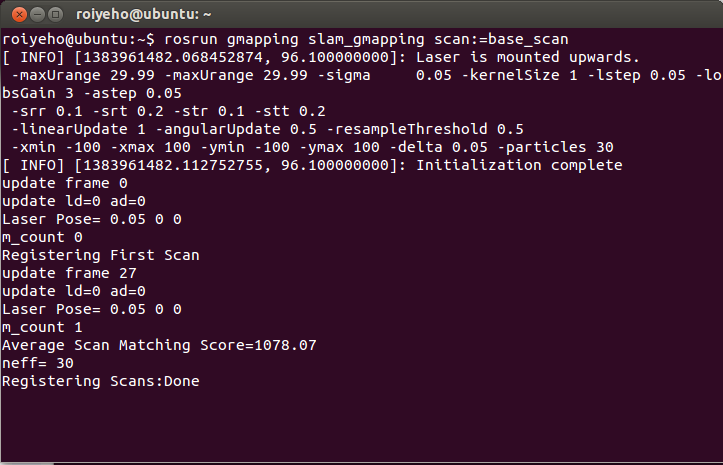 roiyeho@ubuntu: ~
roiyeho@ubuntu:~$ rosrun gmapping slam_gmapping scan:=base_scan
[ INFO] [1383961482.068452874, 96.100000000]: Laser is mounted upwards.
 -maxUrange 29.99 -maxUrange 29.99 -sigma     0.05 -kernelSize 1 -lstep 0.05 -lo
bsGain 3 -astep 0.05
 -srr 0.1 -srt 0.2 -str 0.1 -stt 0.2
 -linearUpdate 1 -angularUpdate 0.5 -resampleThreshold 0.5
 -xmin -100 -xmax 100 -ymin -100 -ymax 100 -delta 0.05 -particles 30
[ INFO] [1383961482.112752755, 96.100000000]: Initialization complete
update frame 0
update ld=0 ad=0
Laser Pose= 0.05 0 0
m_count 0
Registering First Scan
update frame 27
update ld=0 ad=0
Laser Pose= 0.05 0 0
m_count 1
Average Scan Matching Score=1078.07
neff= 30
Registering Scans:Done